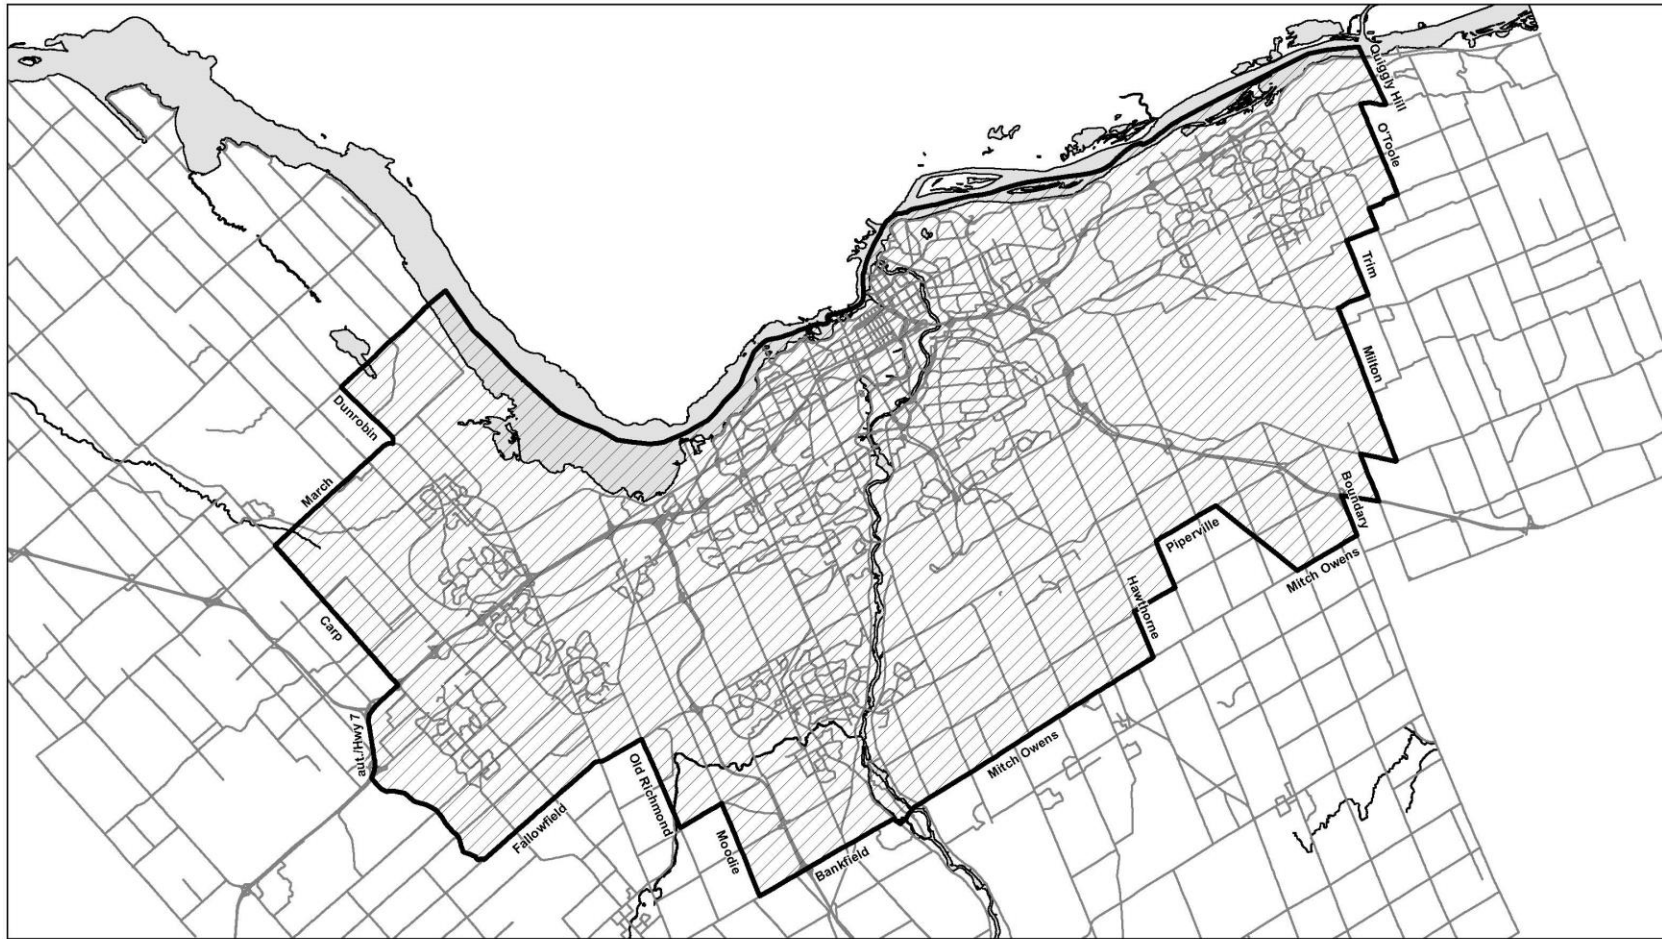 Quiggly Hill
O'Toole
Trim
Milton
Dunrobin
March
Boundary
Piperville
Mitch Owens
Hawthorne
Carp
aut./Hwy 7
Old Richmond
Mitch Owens
Fallowfield
Moodie
Bankfield